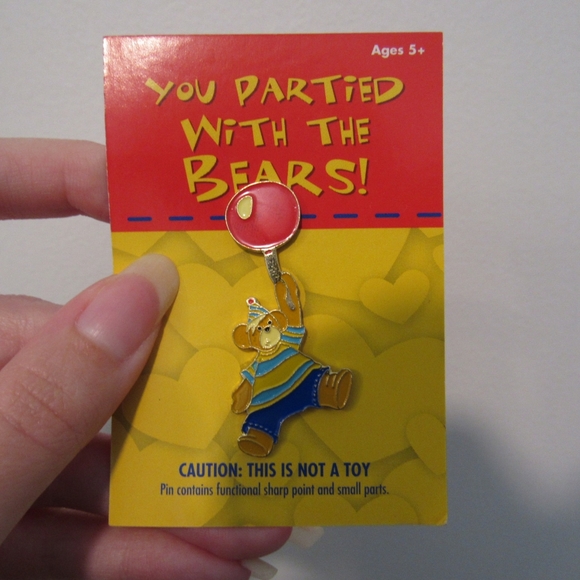 Ages 5+
YOU PARTIED
WITH THE
BEARS!
CAUTION: THIS IS NOT A TOY
Pin contains functional sharp point and small parts.